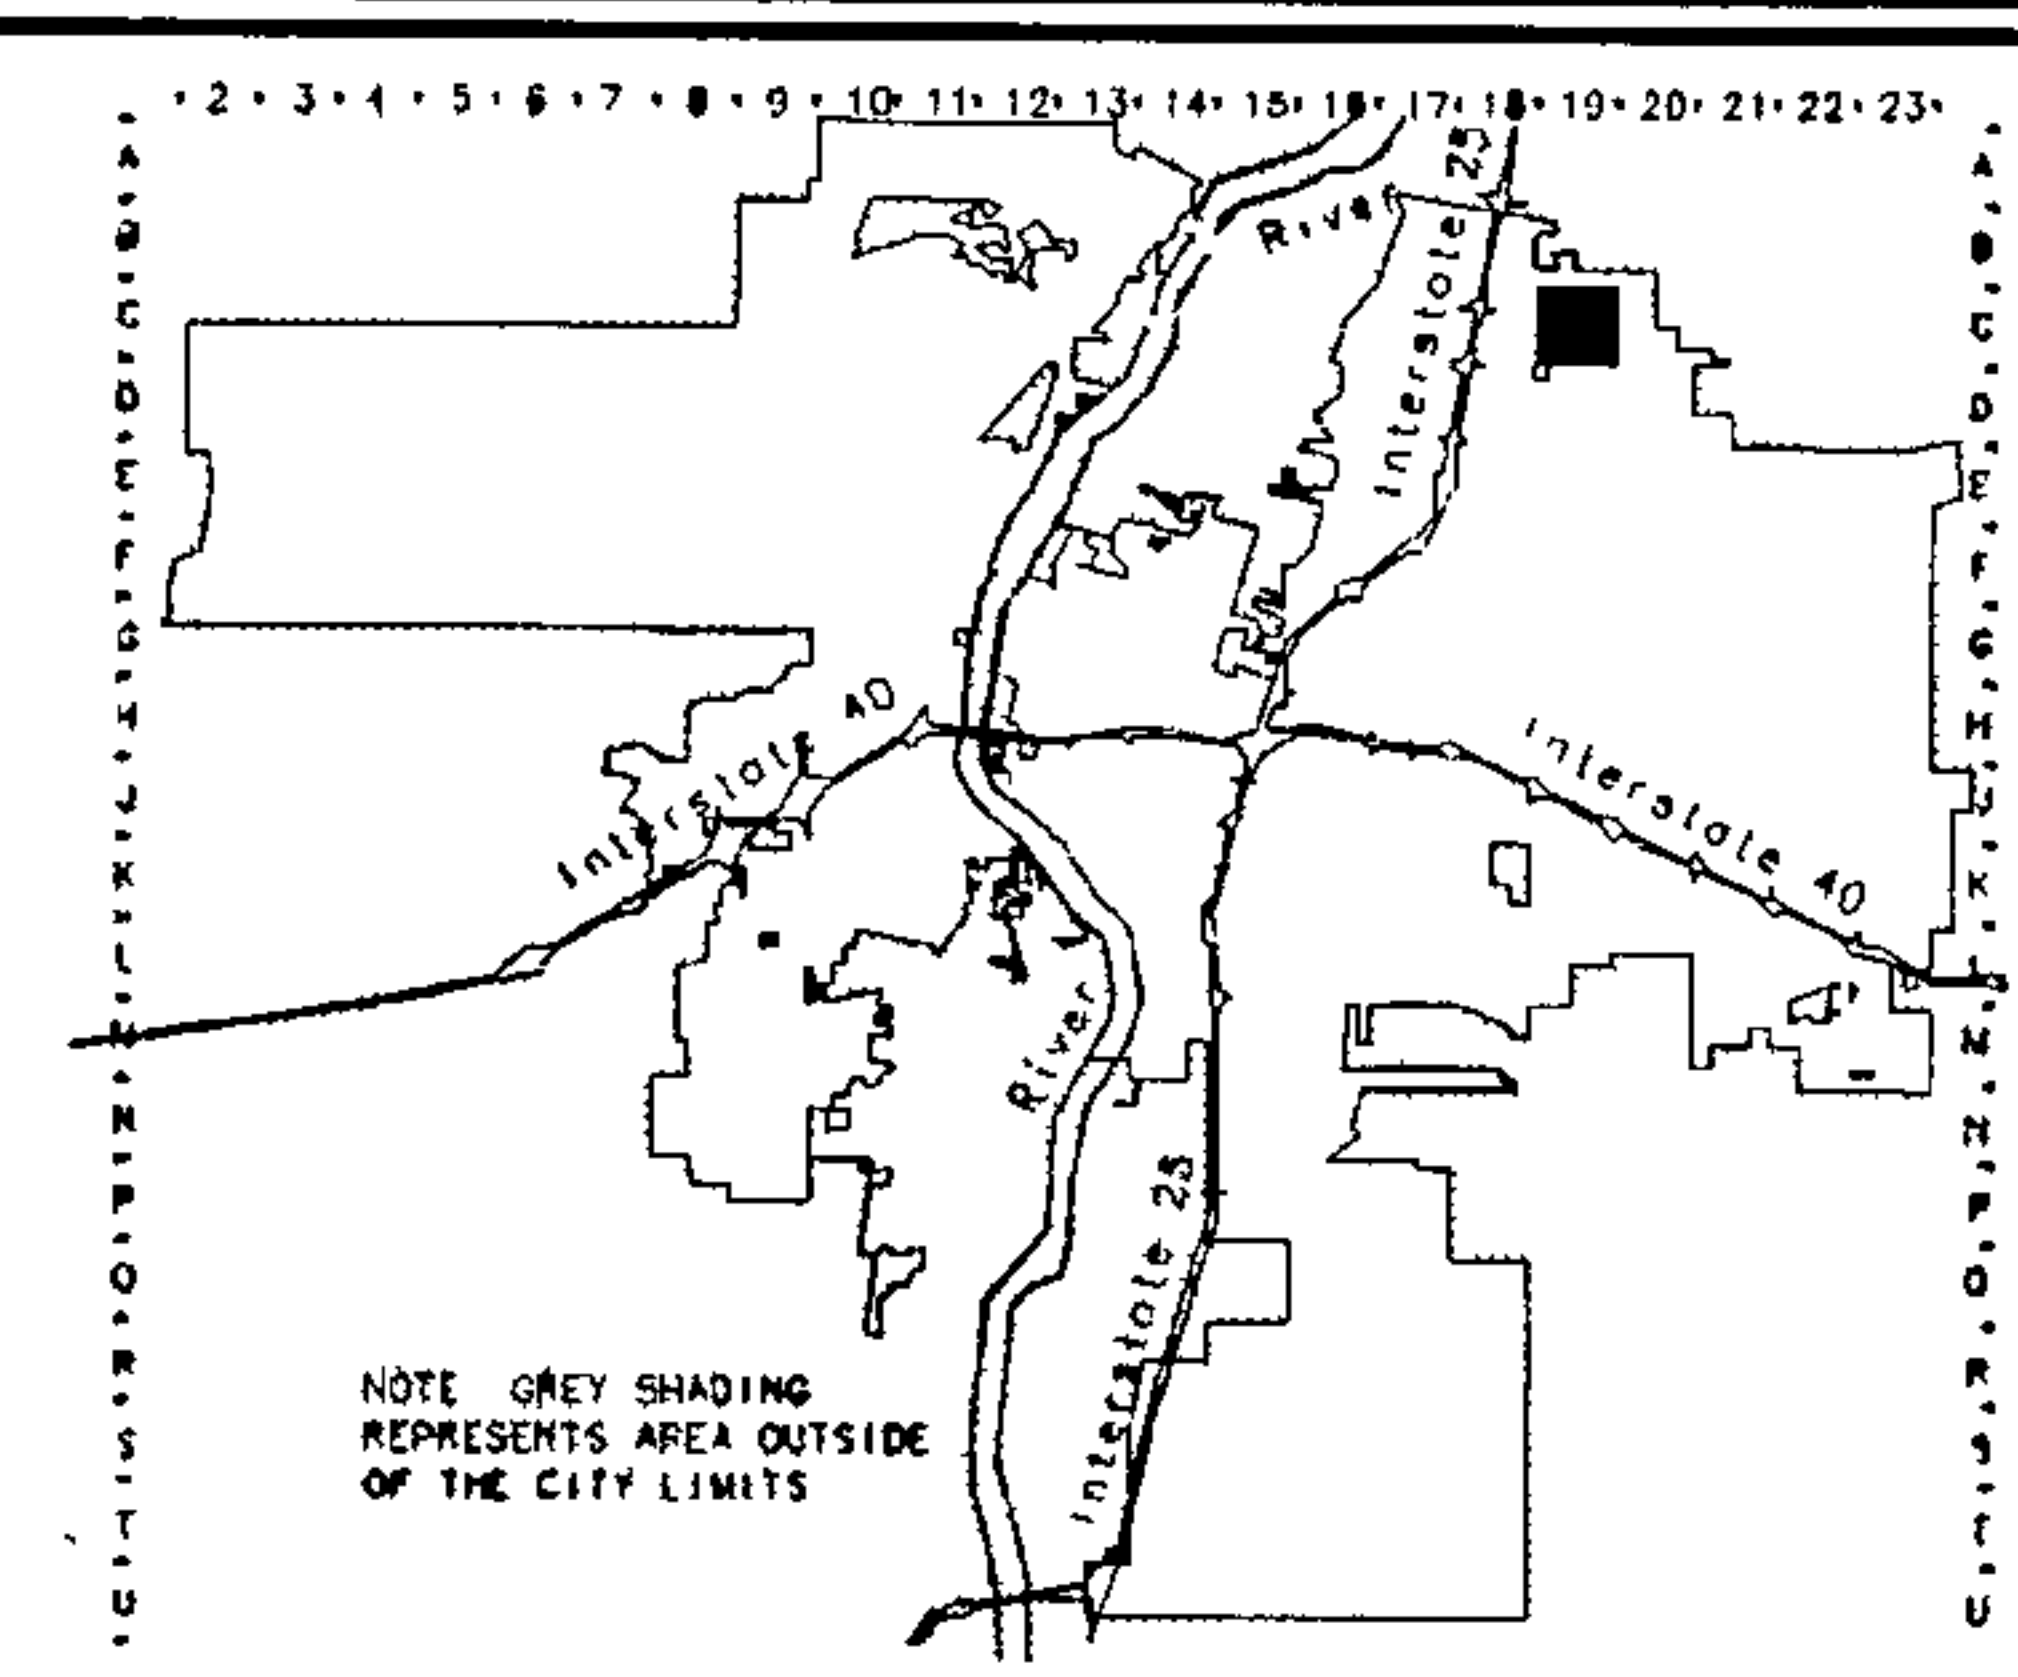 2 3 4 5 6 7 8 9 10 11 12 13 14 15 16 17 18 19 20 21 22 23
A
B
C
D
E
F
G
H
J
K
L
M
N
P
Q
R
S
T
U
River
Interstate 25
Interstate 40
Interstate 40
River
Interstate 25
NOTE GREY SHADING
REPRESENTS AREA OUTSIDE
OF THE CITY LIMITS
A
B
C
D
E
F
G
H
J
K
L
M
N
P
Q
R
S
T
U